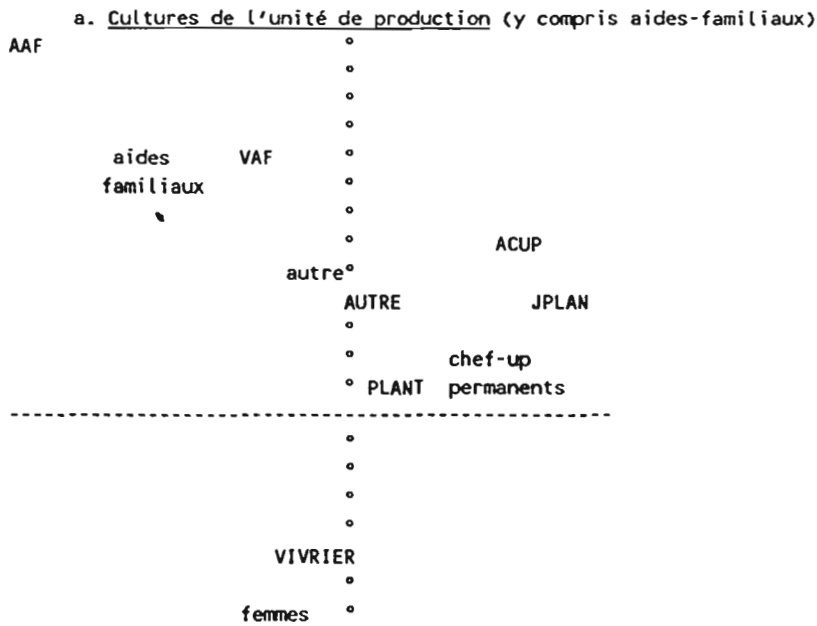 a. Cultures de l'unité de production (y compris aides-familiaux)
AAF
aides VAF
familiaux
ACUP
autre
AUTRE JPLAN
chef-up
PLANT permanents
VIVRIER
femmes